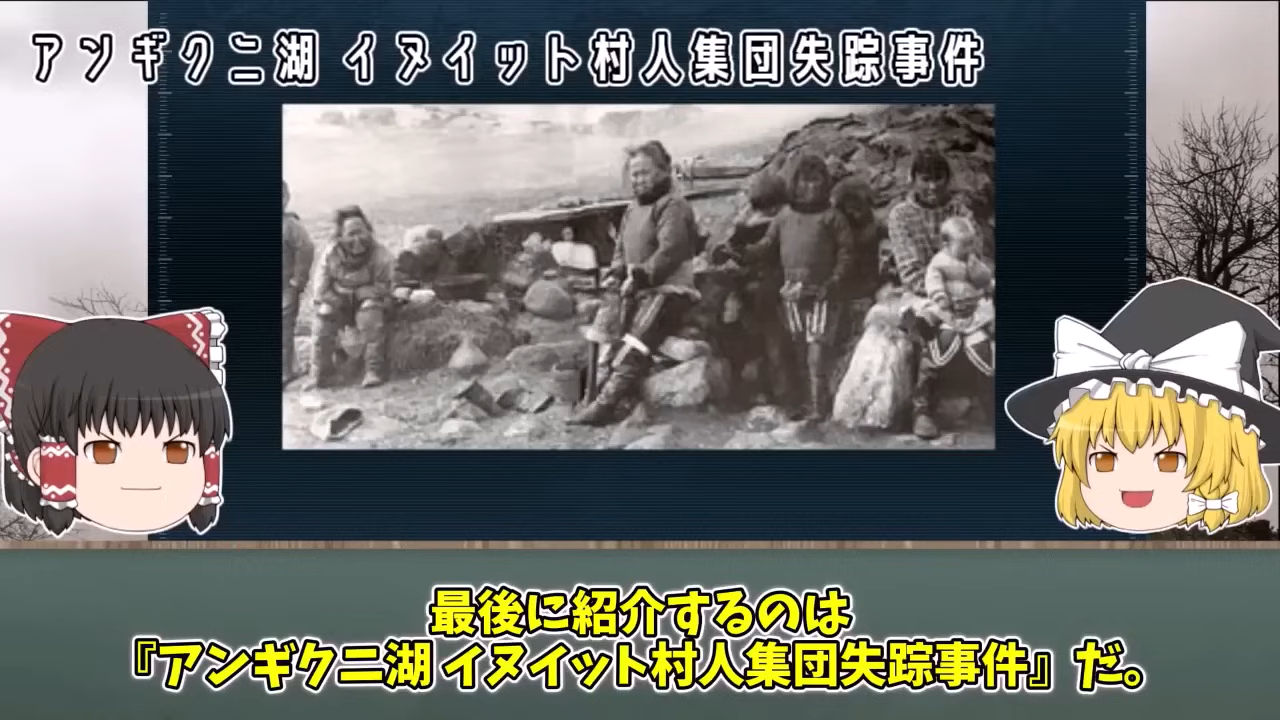 アンギクニ湖 イヌイット村人集団失踪事件
最後に紹介するのは
『アンギクニ湖 イヌイット村人集団失踪事件』だ。